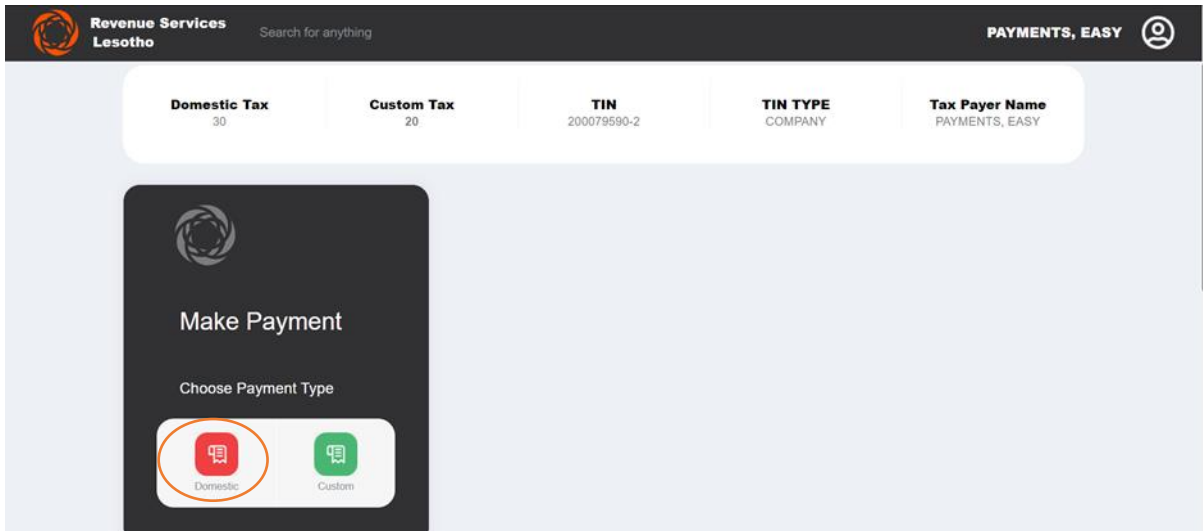 Revenue Services
Lesotho
Search for anything
PAYMENTS, EASY
Domestic Tax
30
Custom Tax
20
TIN
200079590-2
TIN TYPE
COMPANY
Tax Payer Name
PAYMENTS, EASY
Make Payment
Choose Payment Type
Domestic
Custom